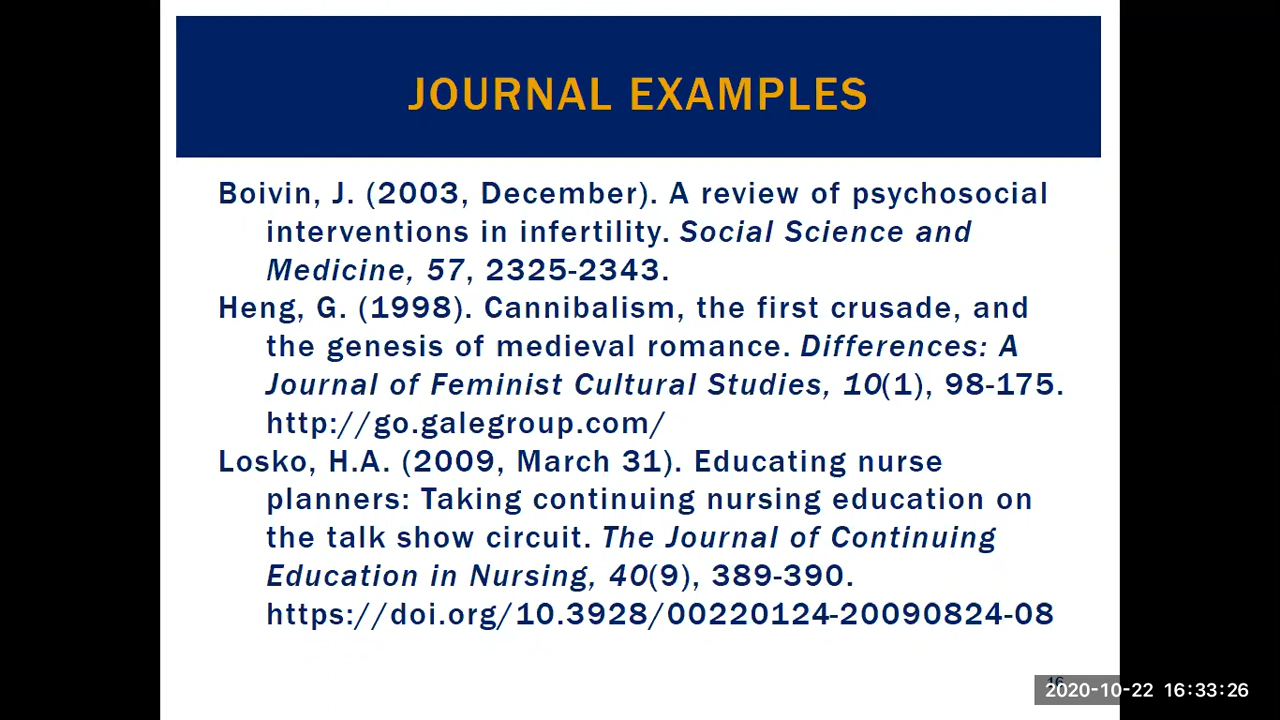 JOURNAL EXAMPLES
Boivin, J. (2003, December). A review of psychosocial
interventions in infertility. Social Science and
Medicine, 57, 2325-2343.
Heng, G. (1998). Cannibalism, the first crusade, and
the genesis of medieval romance. Differences: A
Journal of Feminist Cultural Studies, 10(1), 98-175.
http://go.galegroup.com/
Losko, H.A. (2009, March 31). Educating nurse
planners: Taking continuing nursing education on
the talk show circuit. The Journal of Continuing
Education in Nursing, 40(9), 389-390.
https://doi.org/10.3928/00220124-20090824-08
16
2020-10-22 16:33:26